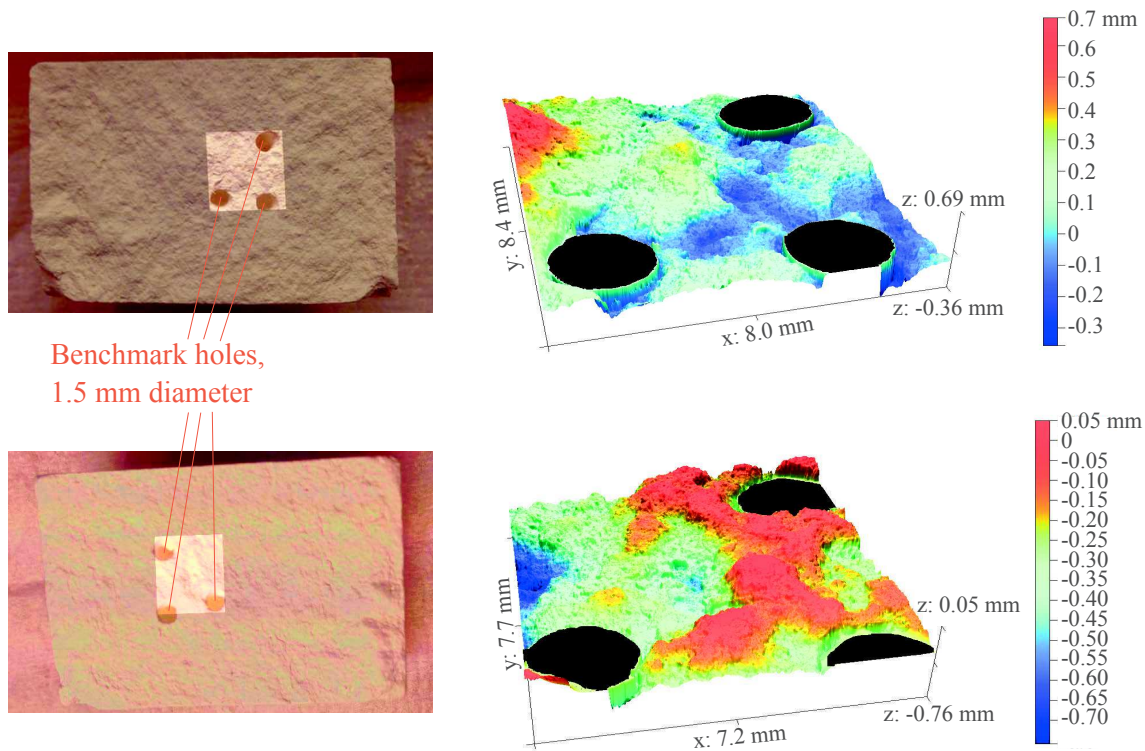 0.7 mm
0.6
0.5
0.4
0.3
0.2
0.1
0
-0.1
-0.2
-0.3
y: 8.4 mm
z: 0.69 mm
z: -0.36 mm
x: 8.0 mm
Benchmark holes,
1.5 mm diameter
0.05 mm
0
-0.05
-0.10
-0.15
-0.20
-0.25
-0.30
-0.35
-0.40
-0.45
-0.50
-0.55
-0.60
-0.65
-0.70
y: 7.7 mm
z: 0.05 mm
z: -0.76 mm
x: 7.2 mm